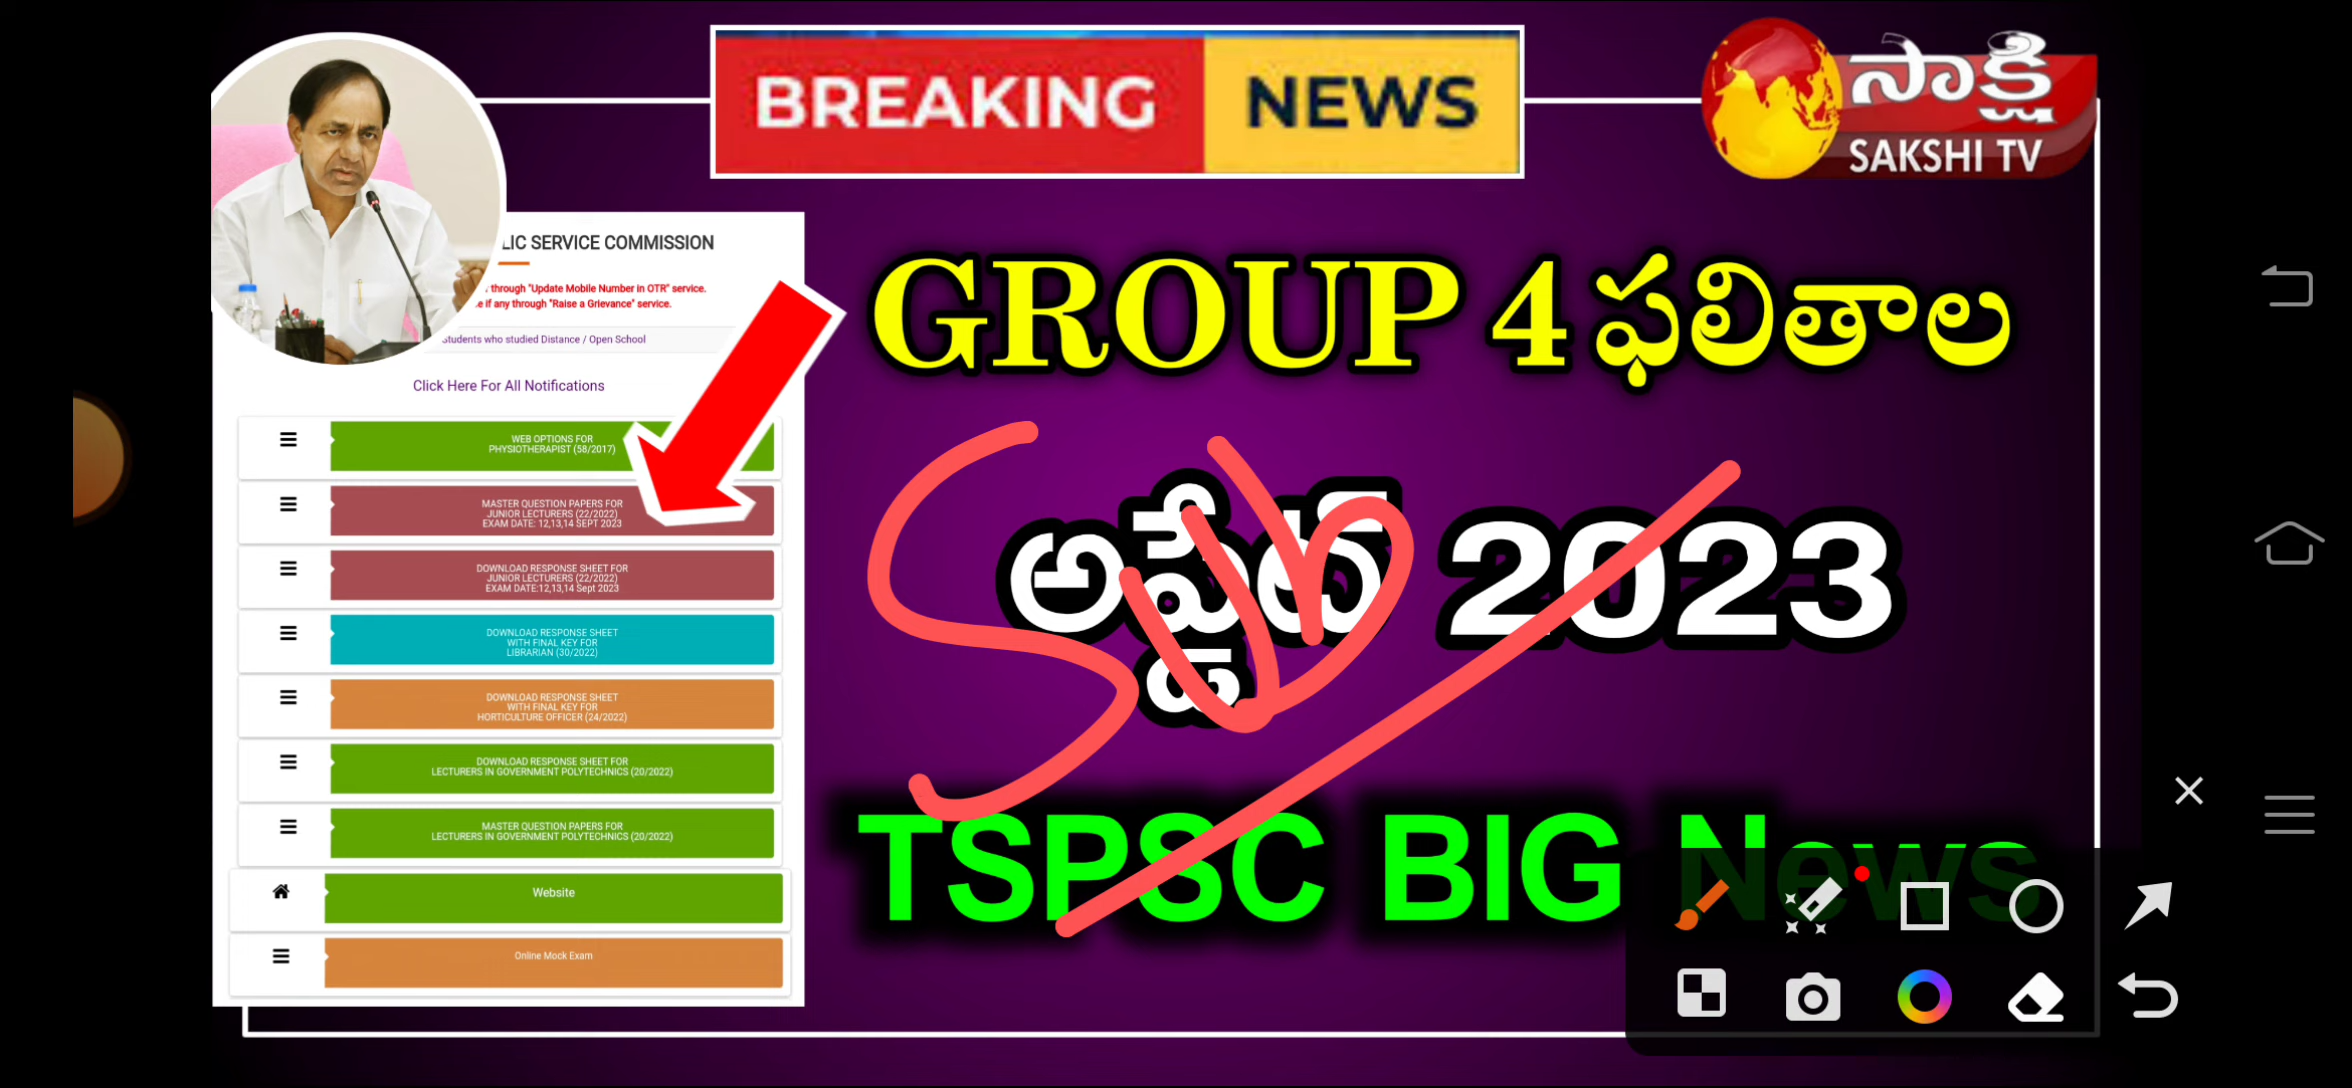 BREAKING NEWS
సాక్షి
SAKSHI TV
LIC SERVICE COMMISSION
through "Update Mobile Number in OTR" service.
e if any through "Raise a Grievance" service.
Students who studied Distance / Open School
Click Here For All Notifications
WEB OPTIONS FOR
PHYSIOTHERAPIST (58/2017)
MASTER QUESTION PAPERS FOR
JUNIOR LECTURERS (22/2022)
EXAM DATE: 12,13,14 SEPT 2023
DOWNLOAD RESPONSE SHEET FOR
JUNIOR LECTURERS (22/2022)
EXAM DATE:12,13,14 Sept 2023
DOWNLOAD RESPONSE SHEET
WITH FINAL KEY FOR
LIBRARIAN (30/2022)
DOWNLOAD RESPONSE SHEET
WITH FINAL KEY FOR
HORTICULTURE OFFICER (24/2022)
DOWNLOAD RESPONSE SHEET FOR
LECTURERS IN GOVERNMENT POLYTECHNICS (20/2022)
MASTER QUESTION PAPERS FOR
LECTURERS IN GOVERNMENT POLYTECHNICS (20/2022)
Website
Online Mock Exam
GROUP 4 ఫలితాల
అప్డేట్ 2023
TSPSC BIG News